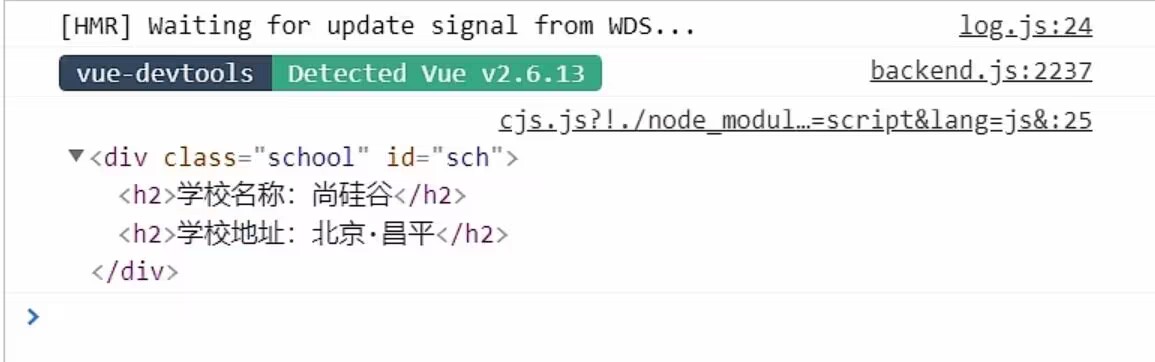 [HMR] Waiting for update signal from WDS... log.js:24
vue-devtools Detected Vue v2.6.13 backend.js:2237
cjs.js?!./node_modul…=script&lang=js&:25
▼<div class="school" id="sch">
<h2>学校名称：尚硅谷</h2>
<h2>学校地址：北京·昌平</h2>
</div>
>